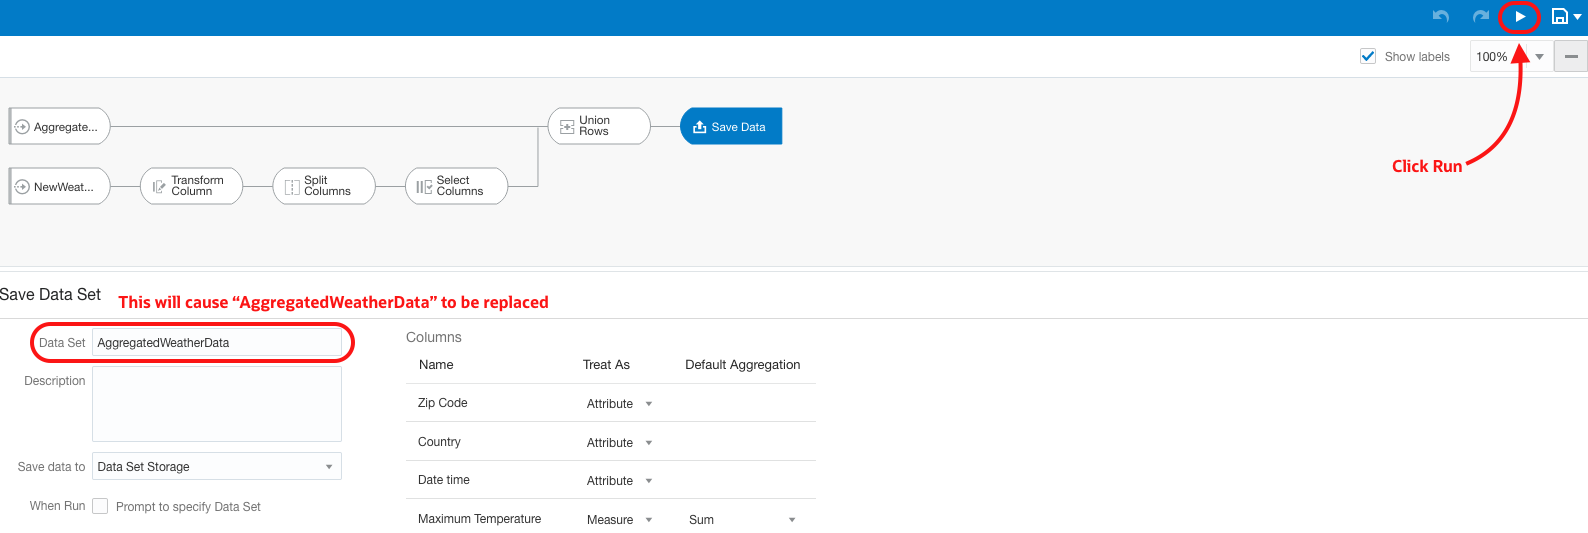 Show labels
100%
Aggregate...
Union
Rows
Save Data
Click Run
NewWeat...
Transform
Column
Split
Columns
Select
Columns
Save Data Set
This will cause “AggregatedWeatherData” to be replaced
Data Set
AggregatedWeatherData
Description
Save data to
Data Set Storage
When Run
Prompt to specify Data Set
Columns
Name Treat As Default Aggregation
Zip Code Attribute
Country Attribute
Date time Attribute
Maximum Temperature Measure Sum